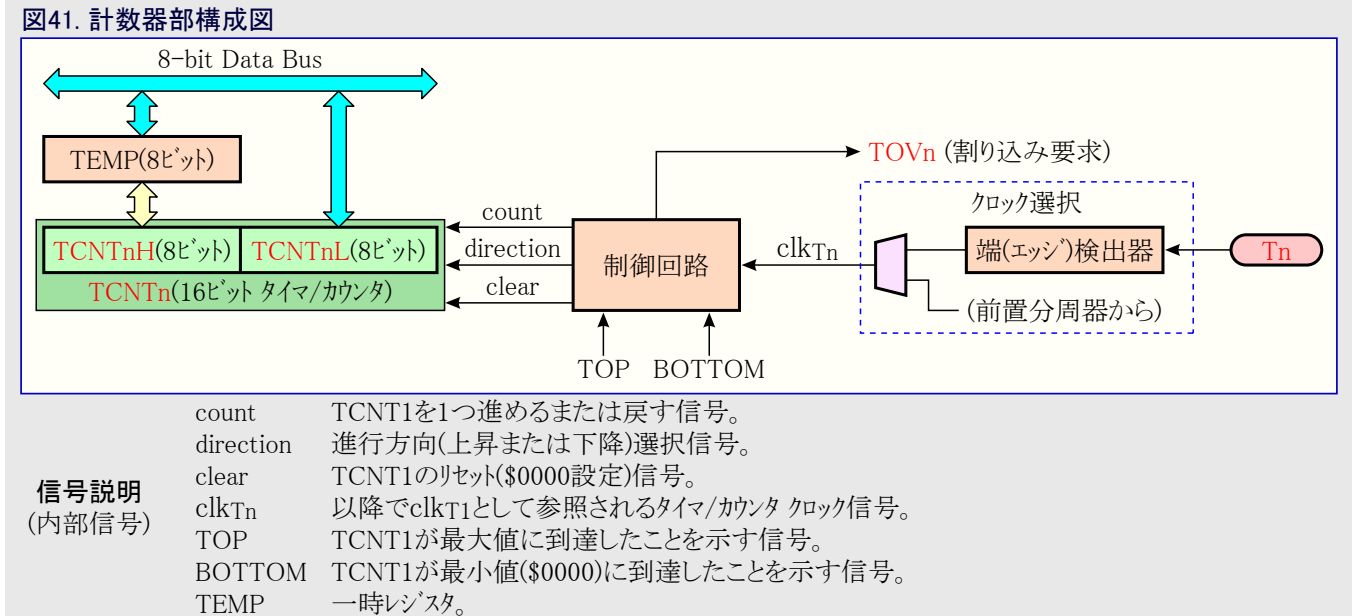 図41. 計数器部構成図
8-bit Data Bus
TEMP(8ビット)
TOVn (割り込み要求)
クロック選択
count
TCNTnH(8ビット) TCNTnL(8ビット)
direction
制御回路
clkTn
端(エッジ)検出器
Tn
TCNTn(16ビット タイマ/カウンタ)
clear
(前置分周器から)
TOP BOTTOM
信号説明
(内部信号)
count TCNT1を1つ進めるまたは戻す信号。
direction 進行方向(上昇または下降)選択信号。
clear TCNT1のリセット($0000設定)信号。
clkTn 以降でclkT1として参照されるタイマ/カウンタ クロック信号。
TOP TCNT1が最大値に到達したことを示す信号。
BOTTOM TCNT1が最小値($0000)に到達したことを示す信号。
TEMP 一時レジスタ。